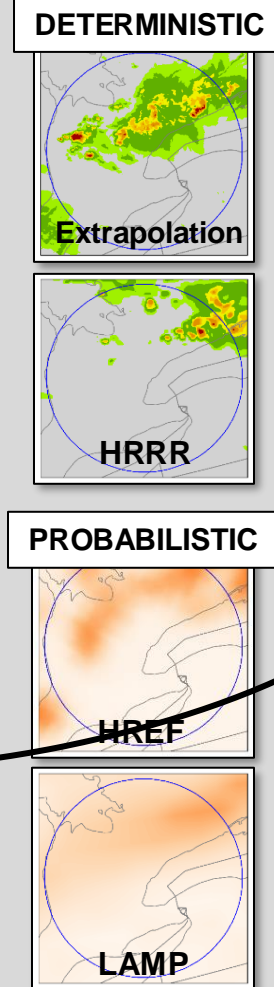 DETERMINISTIC
Extrapolation
HRRR
PROBABILISTIC
HREF
LAMP